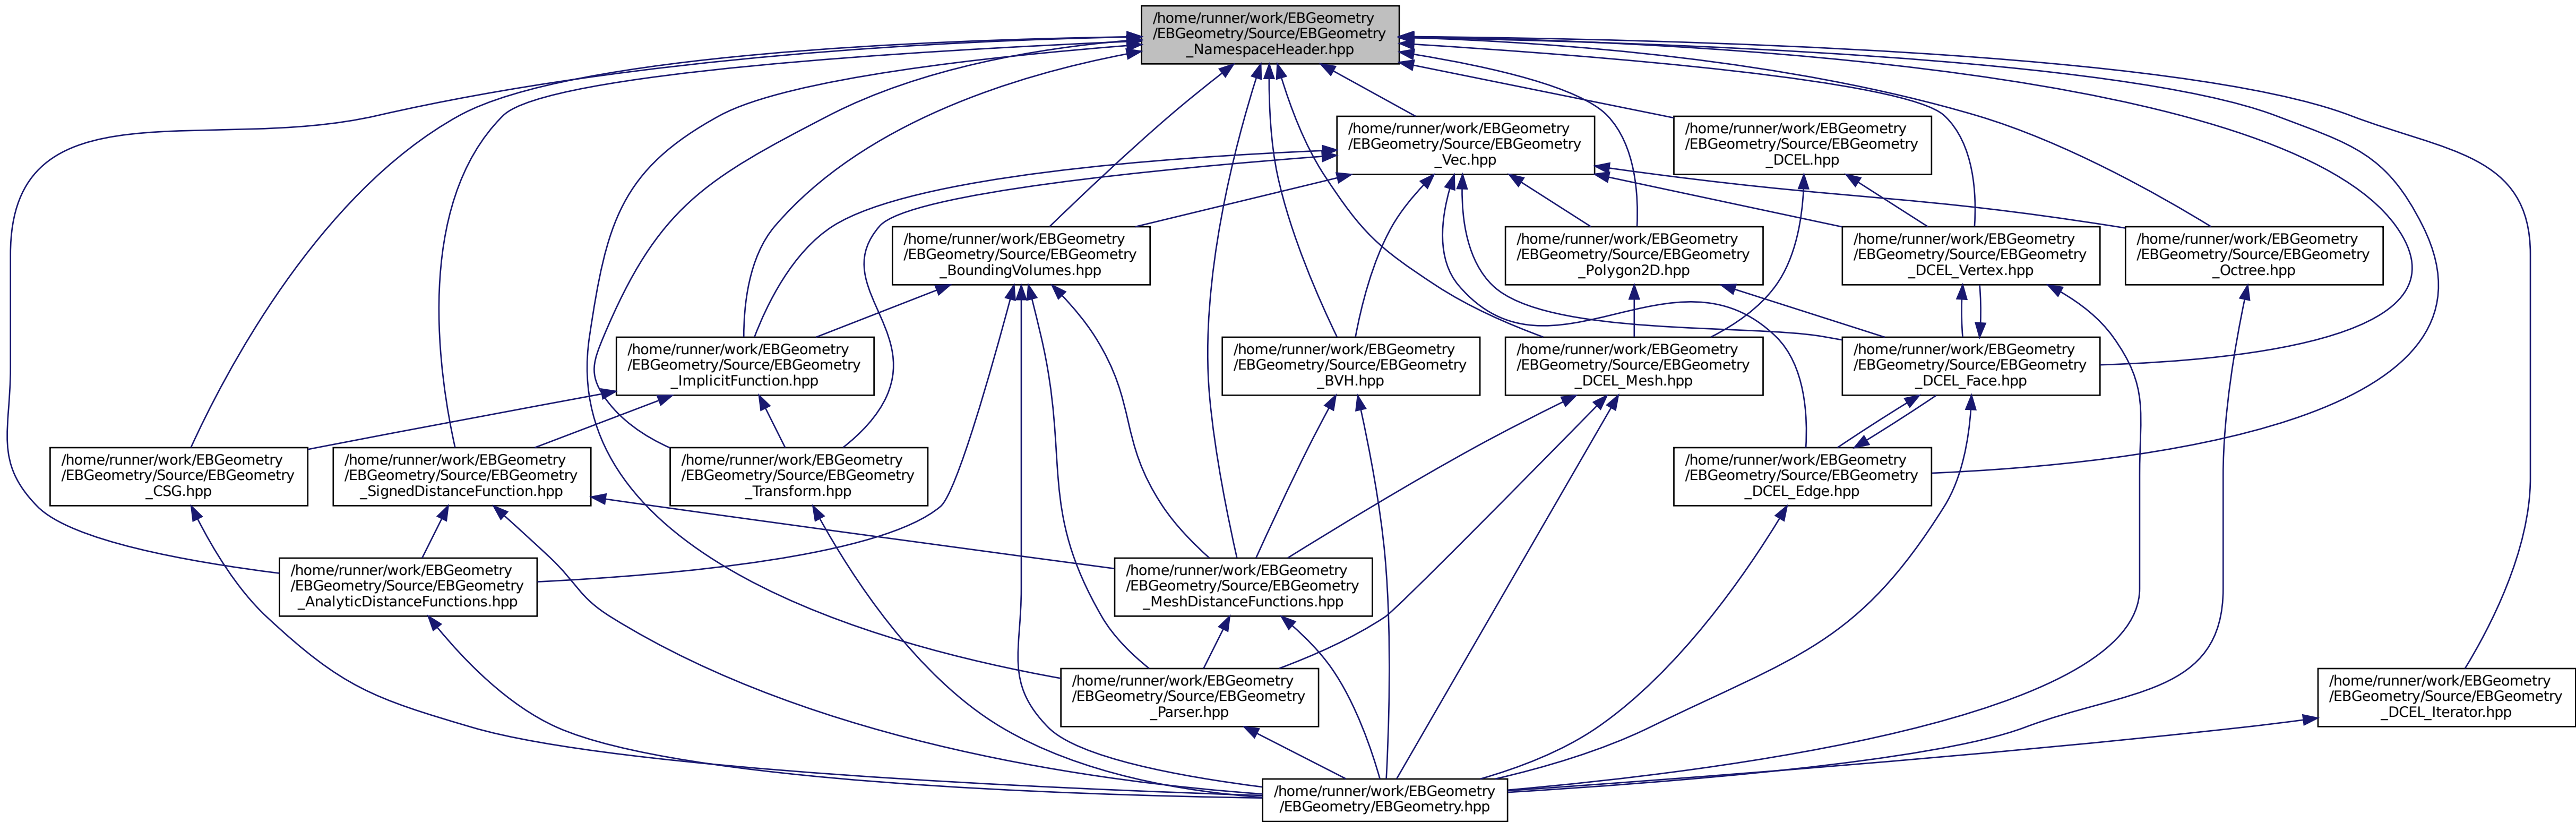 /home/runner/work/EBGeometry
/EBGeometry/Source/EBGeometry
_NamespaceHeader.hpp
/home/runner/work/EBGeometry
/EBGeometry/Source/EBGeometry
_Vec.hpp
/home/runner/work/EBGeometry
/EBGeometry/Source/EBGeometry
_DCEL.hpp
/home/runner/work/EBGeometry
/EBGeometry/Source/EBGeometry
_BoundingVolumes.hpp
/home/runner/work/EBGeometry
/EBGeometry/Source/EBGeometry
_Polygon2D.hpp
/home/runner/work/EBGeometry
/EBGeometry/Source/EBGeometry
_DCEL_Vertex.hpp
/home/runner/work/EBGeometry
/EBGeometry/Source/EBGeometry
_Octree.hpp
/home/runner/work/EBGeometry
/EBGeometry/Source/EBGeometry
_ImplicitFunction.hpp
/home/runner/work/EBGeometry
/EBGeometry/Source/EBGeometry
_BVH.hpp
/home/runner/work/EBGeometry
/EBGeometry/Source/EBGeometry
_DCEL_Mesh.hpp
/home/runner/work/EBGeometry
/EBGeometry/Source/EBGeometry
_DCEL_Face.hpp
/home/runner/work/EBGeometry
/EBGeometry/Source/EBGeometry
_CSG.hpp
/home/runner/work/EBGeometry
/EBGeometry/Source/EBGeometry
_SignedDistanceFunction.hpp
/home/runner/work/EBGeometry
/EBGeometry/Source/EBGeometry
_Transform.hpp
/home/runner/work/EBGeometry
/EBGeometry/Source/EBGeometry
_DCEL_Edge.hpp
/home/runner/work/EBGeometry
/EBGeometry/Source/EBGeometry
_AnalyticDistanceFunctions.hpp
/home/runner/work/EBGeometry
/EBGeometry/Source/EBGeometry
_MeshDistanceFunctions.hpp
/home/runner/work/EBGeometry
/EBGeometry/Source/EBGeometry
_Parser.hpp
/home/runner/work/EBGeometry
/EBGeometry/Source/EBGeometry
_DCEL_Iterator.hpp
/home/runner/work/EBGeometry
/EBGeometry/EBGeometry.hpp